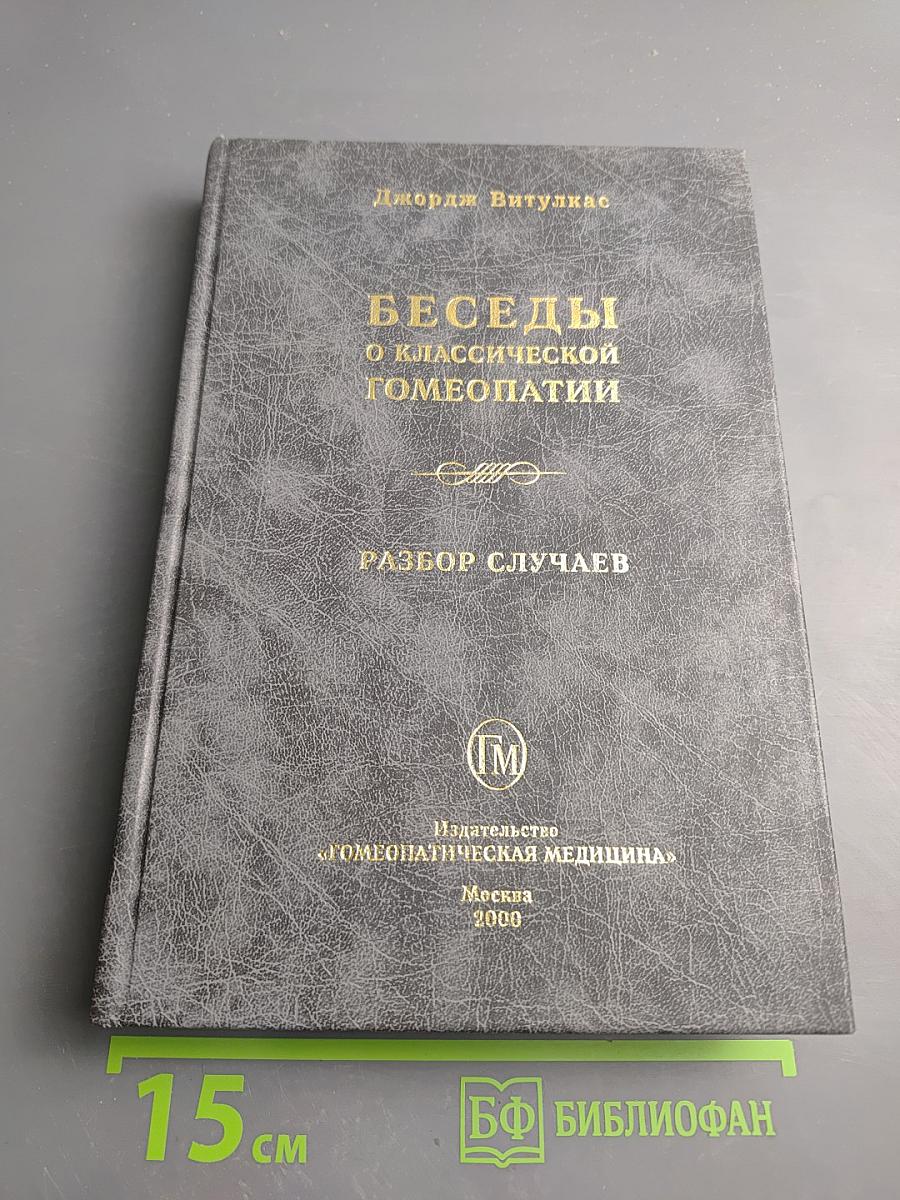 Джордж Витулкас
БЕСЕДЫ
О КЛАССИЧЕСКОЙ
ГОМЕОПАТИИ
РАЗБОР СЛУЧАЕВ
ГМ
Издательство
«ГОМЕОПАТИЧЕСКАЯ МЕДИЦИНА»
Москва
2000
15 см
БФ БИБЛИОФАН